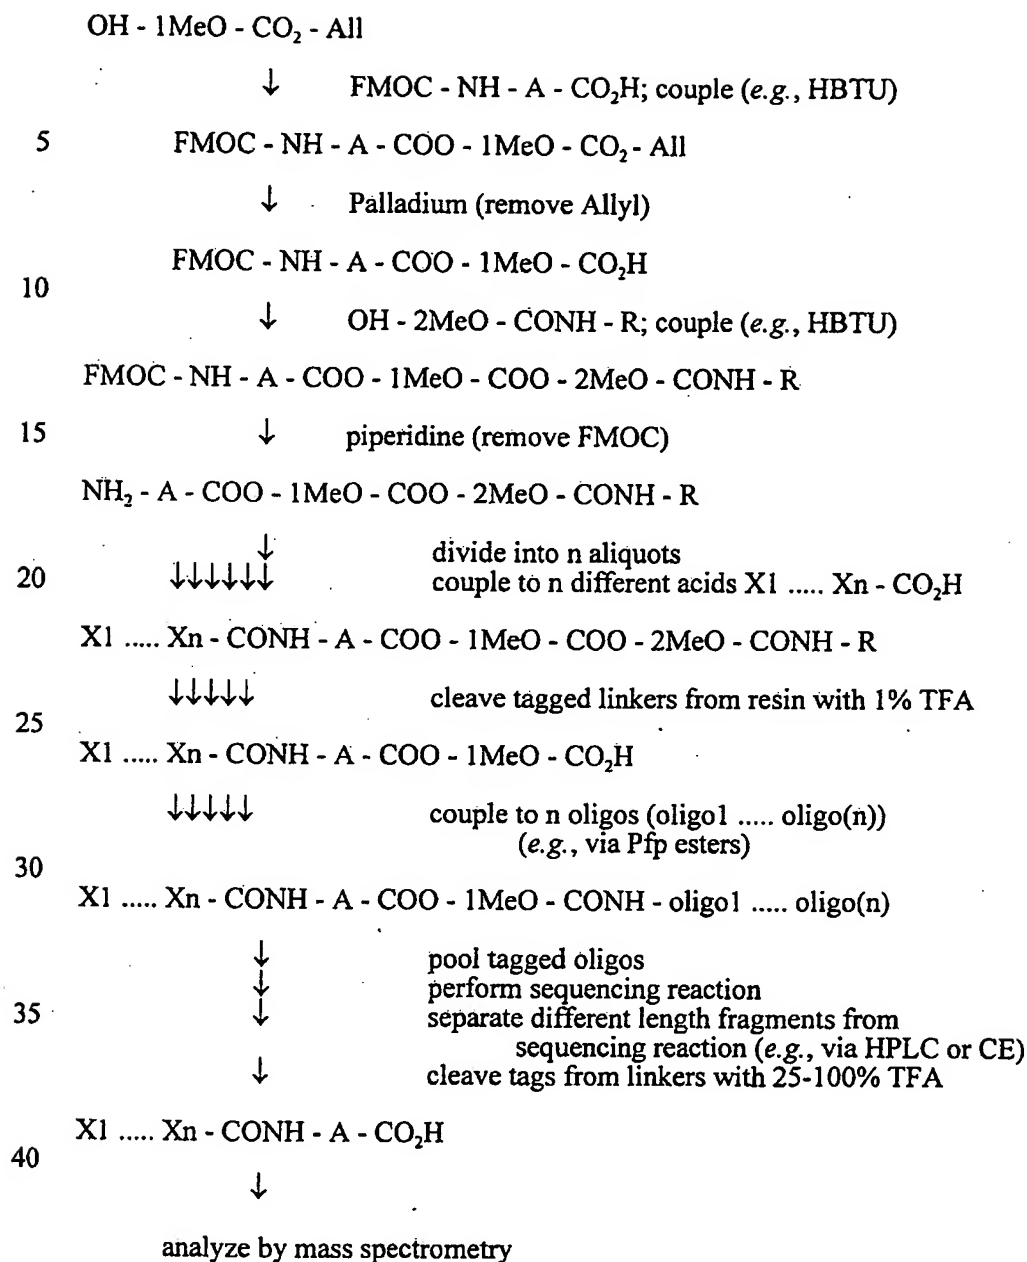 OH - 1MeO - CO₂ - All
↓ FMOC - NH - A - CO₂H; couple (e.g., HBTU)
5 FMOC - NH - A - COO - 1MeO - CO₂ - All
↓ Palladium (remove Allyl)
FMOC - NH - A - COO - 1MeO - CO₂H
10
↓ OH - 2MeO - CONH - R; couple (e.g., HBTU)
FMOC - NH - A - COO - 1MeO - COO - 2MeO - CONH - R
15 ↓ piperidine (remove FMOC)
NH₂ - A - COO - 1MeO - COO - 2MeO - CONH - R
↓ divide into n aliquots
20 ↓↓↓↓↓↓ couple to n different acids X1 ..... Xn - CO₂H
X1 ..... Xn - CONH - A - COO - 1MeO - COO - 2MeO - CONH - R
↓↓↓↓↓ cleave tagged linkers from resin with 1% TFA
25
X1 ..... Xn - CONH - A - COO - 1MeO - CO₂H
↓↓↓↓↓ couple to n oligos (oligo1 ..... oligo(n))
(e.g., via Pfp esters)
30
X1 ..... Xn - CONH - A - COO - 1MeO - CONH - oligo1 ..... oligo(n)
↓ pool tagged oligos
↓ perform sequencing reaction
35 ↓ separate different length fragments from
sequencing reaction (e.g., via HPLC or CE)
↓ cleave tags from linkers with 25-100% TFA
X1 ..... Xn - CONH - A - CO₂H
40
↓
analyze by mass spectrometry